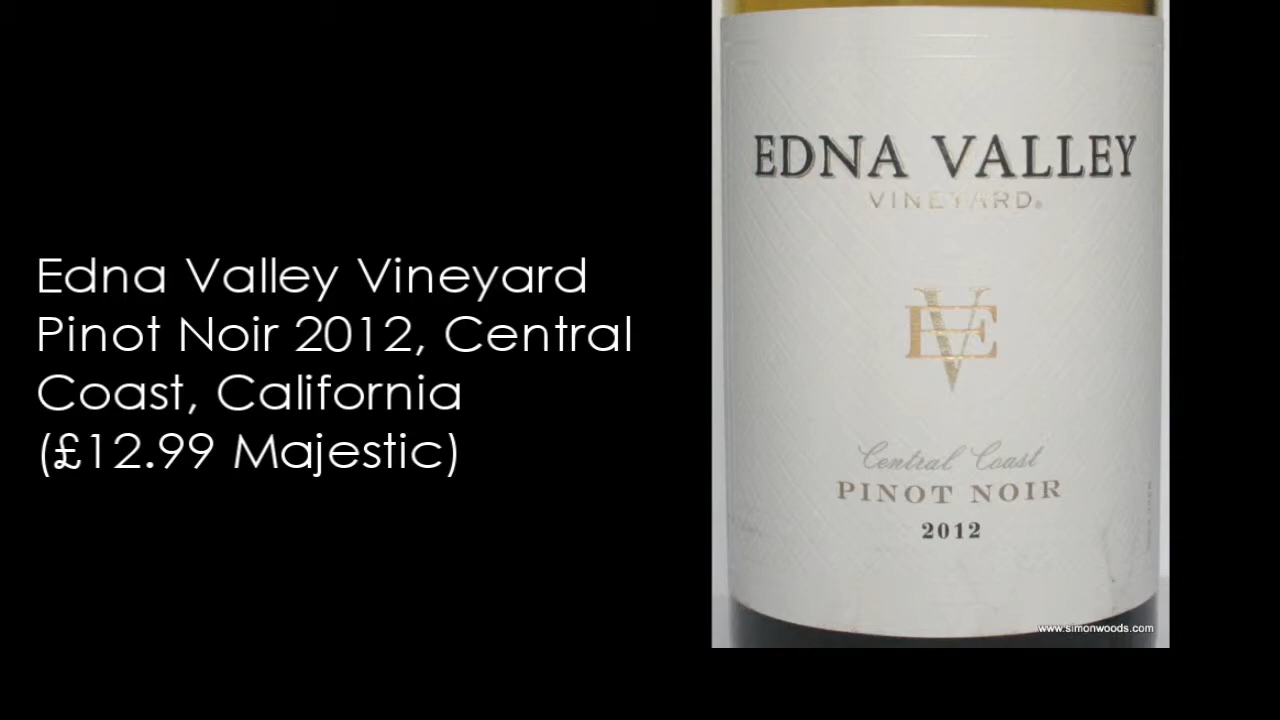 Edna Valley Vineyard
Pinot Noir 2012, Central
Coast, California
(£12.99 Majestic)
EDNA VALLEY
VINEYARD®
EV
Central Coast
PINOT NOIR
2012
www.simonwoods.com